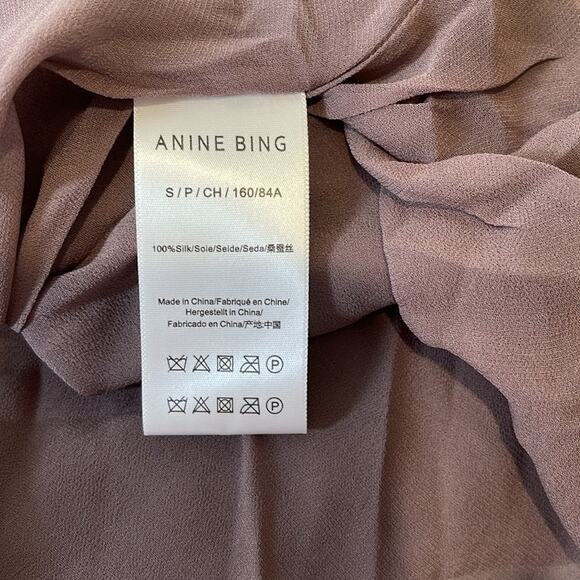 ANINE BING
S / P / CH / 160/84A
100%Silk/Soie/Seide/Seda/桑蚕丝
Made in China/Fabriqué en Chine/
Hergestellt in China/
Fabricado en China/产地:中国